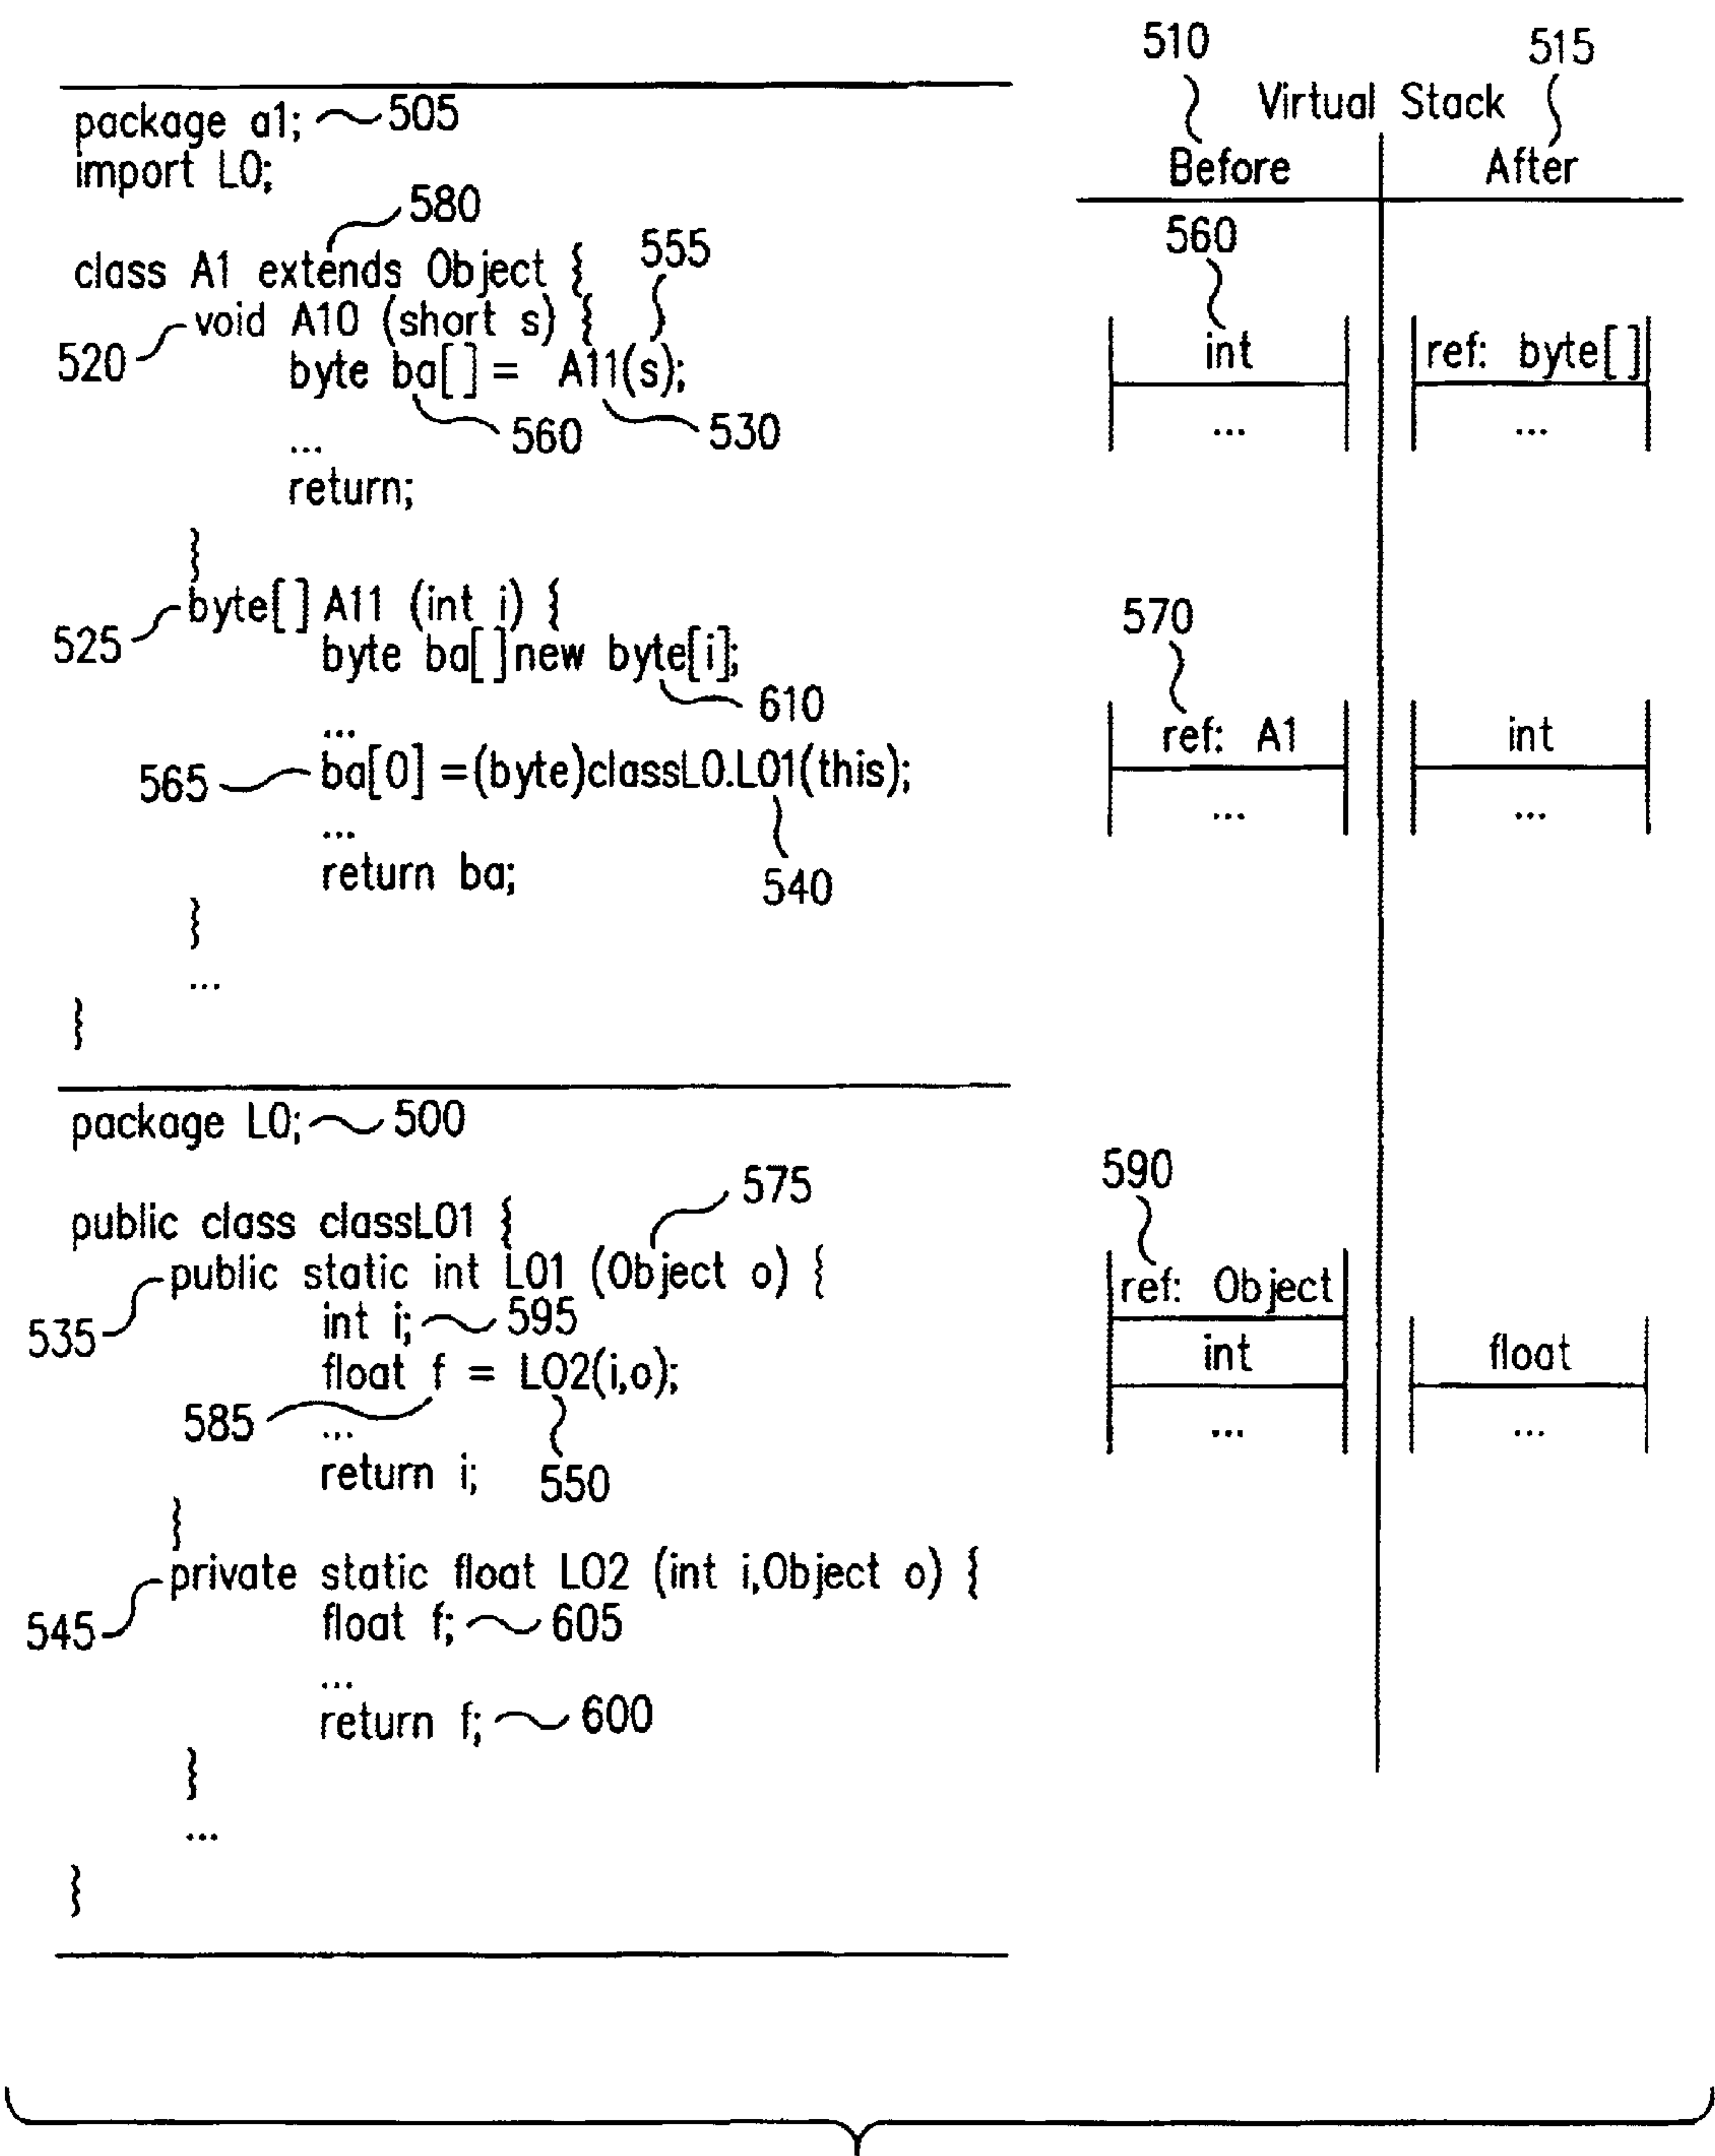 510 515
Virtual Stack
Before After
package a1; 505
import L0;
580
class A1 extends Object {
555
void A10 (short s) {
520
byte ba[] = A11(s);
560 530
...
return;
}
byte[] A11 (int i) {
525
byte ba[]new byte[i];
610
...
565 ba[0] =(byte)classL0.L01(this);
...
540
return ba;
}
...
}
560
int ref: byte[]
... ...
570
ref: A1 int
... ...
package L0; 500
575
public class classL01 {
public static int L01 (Object o) {
535
int i; 595
float f = L02(i,o);
585
...
550
return i;
}
private static float L02 (int i,Object o) {
545
float f; 605
...
return f; 600
}
...
}
590
ref: Object
int float
... ...